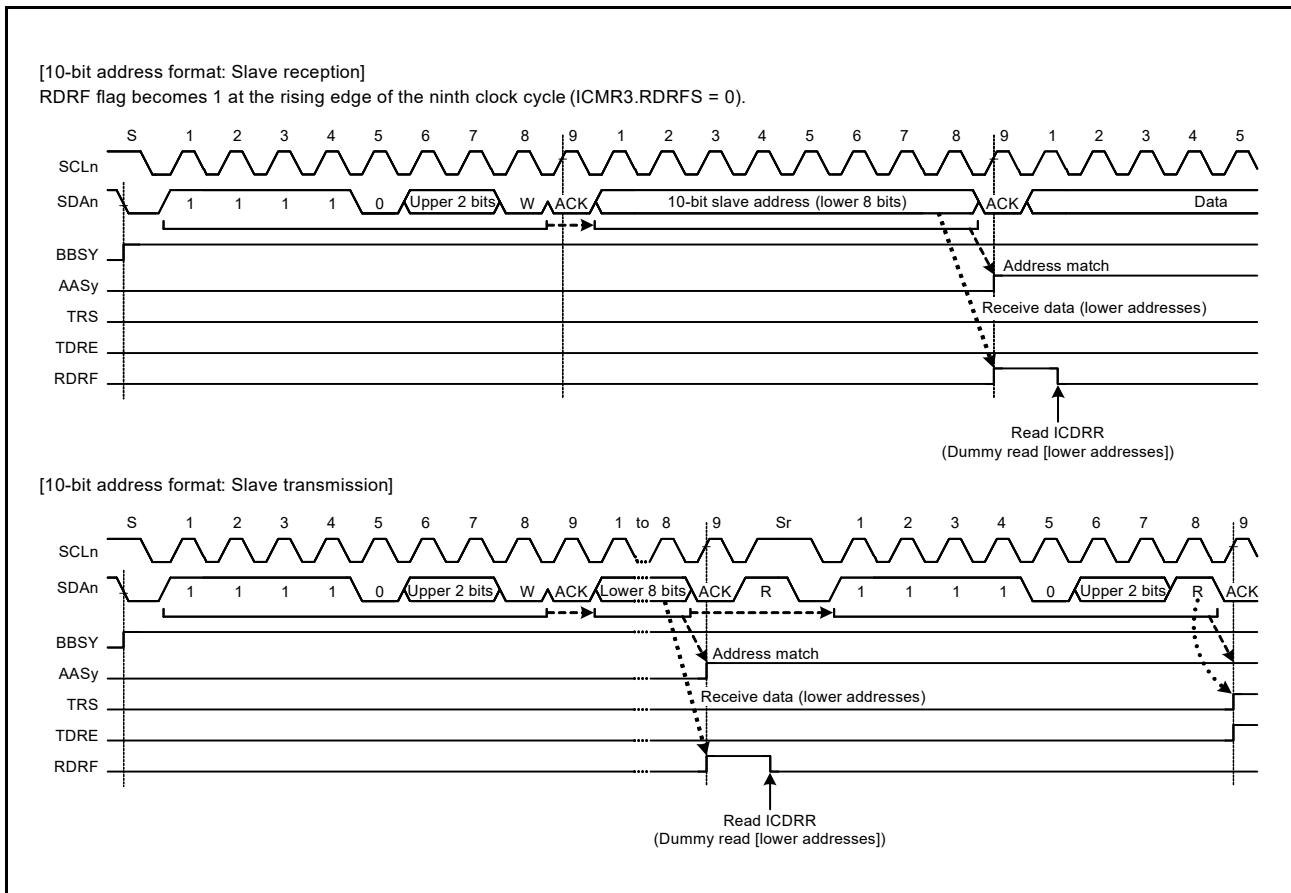 [10-bit address format: Slave reception]
RDRF flag becomes 1 at the rising edge of the ninth clock cycle (ICMR3.RDRFS = 0).
S 1 2 3 4 5 6 7 8 9 1 2 3 4 5 6 7 8 9 1 2 3 4 5
SCLn
SDAn 1 1 1 1 0 Upper 2 bits W ACK 10-bit slave address (lower 8 bits) ACK Data
BBSY
Address match
AASy
Receive data (lower addresses)
TRS
TDRE
RDRF
Read ICDRR
(Dummy read [lower addresses])
[10-bit address format: Slave transmission]
S 1 2 3 4 5 6 7 8 9 1 to 8 9 Sr 1 2 3 4 5 6 7 8 9
SCLn
SDAn 1 1 1 1 0 Upper 2 bits W ACK Lower 8 bits ACK R 1 1 1 1 0 Upper 2 bits R ACK
BBSY
Address match
AASy
Receive data (lower addresses)
TRS
TDRE
RDRF
Read ICDRR
(Dummy read [lower addresses])